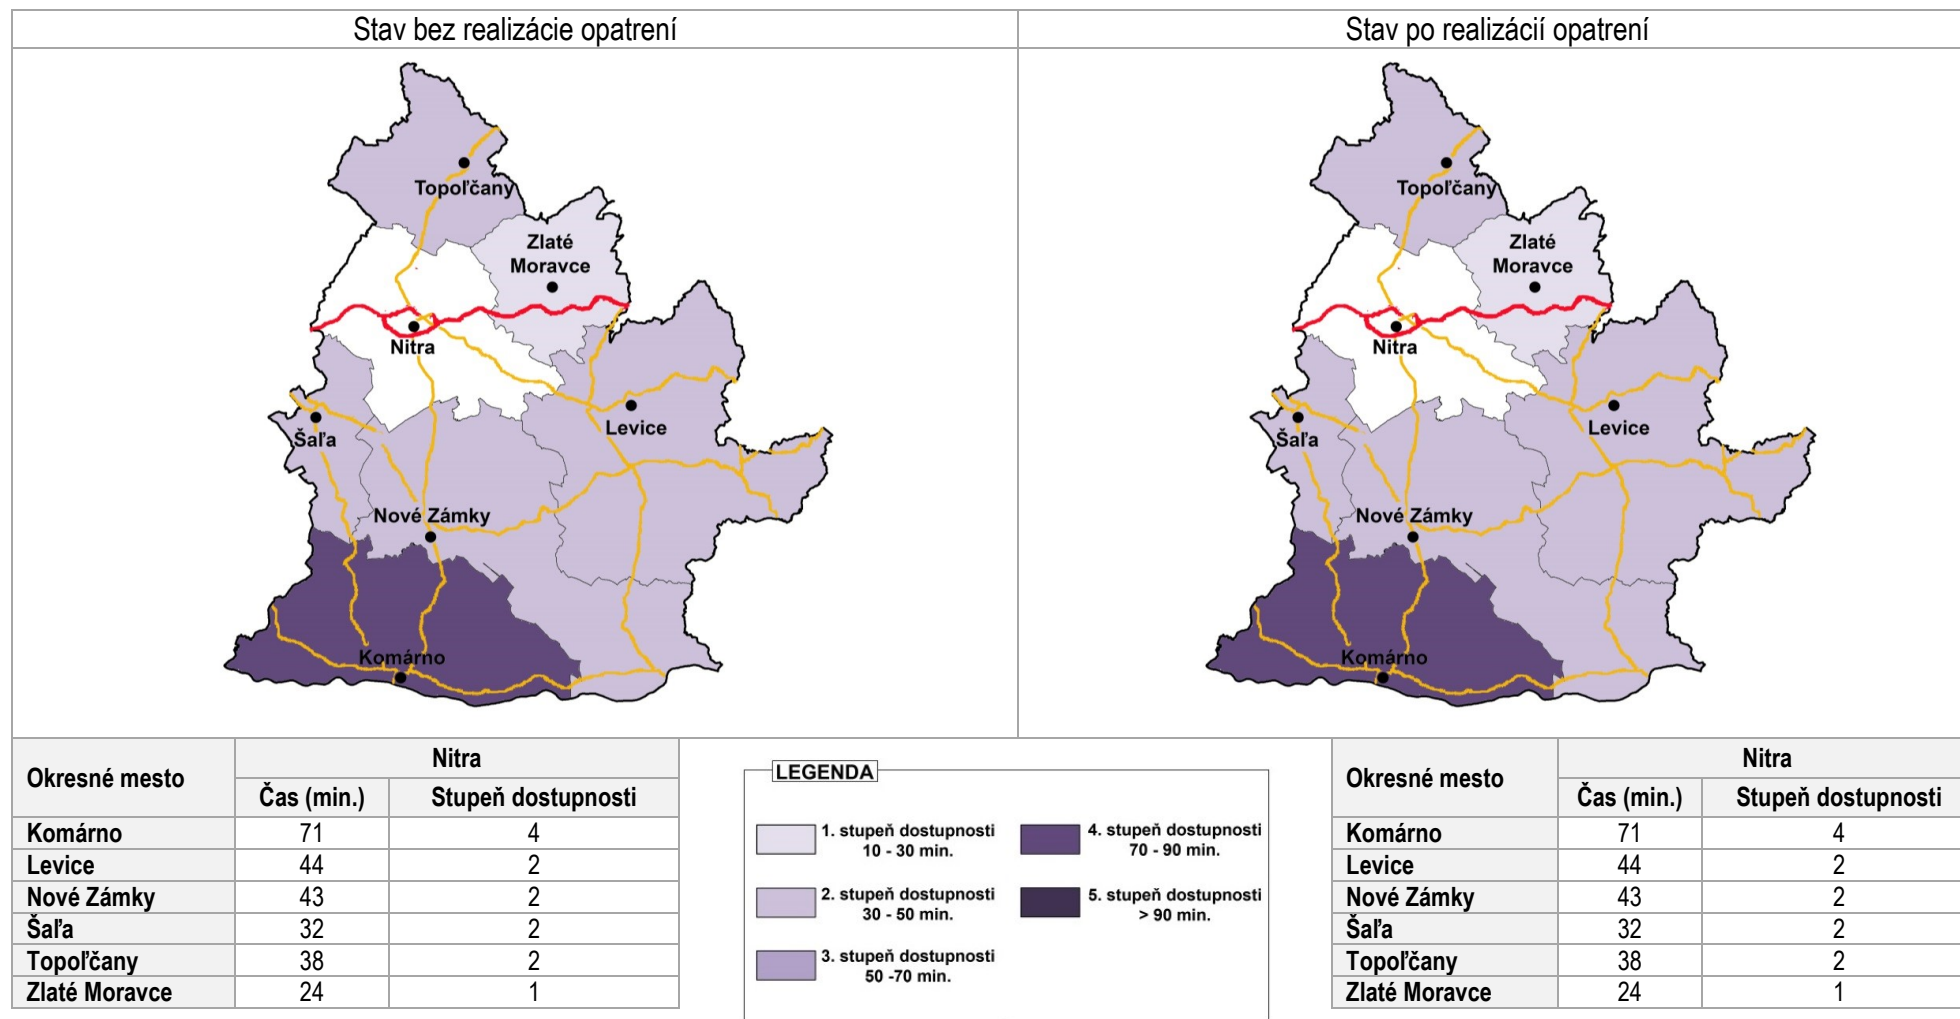 Stav bez realizácie opatrení
Stav po realizácií opatrení
Topoľčany
Zlaté
Moravce
Nitra
Levice
Šaľa
Nové Zámky
Komárno
Topoľčany
Zlaté
Moravce
Nitra
Levice
Šaľa
Nové Zámky
Komárno
Okresné mesto Nitra
Čas (min.) Stupeň dostupnosti
Komárno 71 4
Levice 44 2
Nové Zámky 43 2
Šaľa 32 2
Topoľčany 38 2
Zlaté Moravce 24 1
LEGENDA
1. stupeň dostupnosti
10 - 30 min.
2. stupeň dostupnosti
30 - 50 min.
3. stupeň dostupnosti
50 -70 min.
4. stupeň dostupnosti
70 - 90 min.
5. stupeň dostupnosti
> 90 min.
Okresné mesto Nitra
Čas (min.) Stupeň dostupnosti
Komárno 71 4
Levice 44 2
Nové Zámky 43 2
Šaľa 32 2
Topoľčany 38 2
Zlaté Moravce 24 1